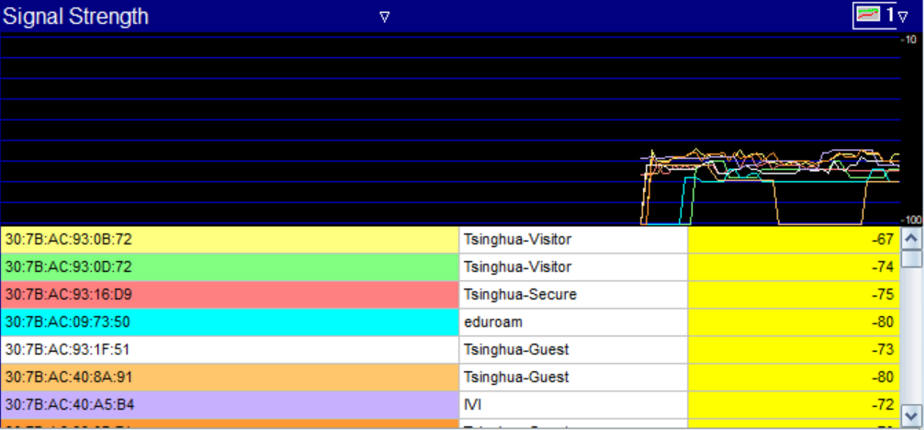 Signal Strength
1
-10
-100
30:7B:AC:93:0B:72 Tsinghua-Visitor -67
30:7B:AC:93:0D:72 Tsinghua-Visitor -74
30:7B:AC:93:16:D9 Tsinghua-Secure -75
30:7B:AC:09:73:50 eduroam -80
30:7B:AC:93:1F:51 Tsinghua-Guest -73
30:7B:AC:40:8A:91 Tsinghua-Guest -80
30:7B:AC:40:A5:B4 IVI -72